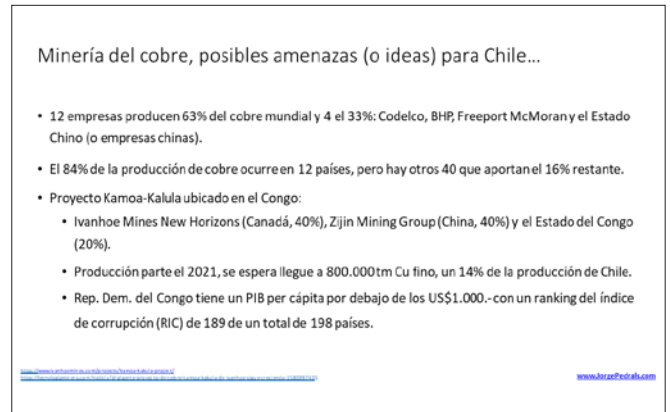 Minería del cobre, posibles amenazas (o ideas) para Chile...
• 12 empresas producen 63% del cobre mundial y 4 el 33%: Codelco, BHP, Freeport McMoran y el Estado
Chino (o empresas chinas).
• El 84% de la producción de cobre ocurre en 12 países, pero hay otros 40 que aportan el 16% restante.
• Proyecto Kamoa-Kalula ubicado en el Congo:
• Ivanhoe Mines New Horizons (Canadá, 40%), Zijin Mining Group (China, 40%) y el Estado del Congo
(20%).
• Producción parte el 2021, se espera llegue a 800.000 tm Cu fino, un 14% de la producción de Chile.
• Rep. Dem. del Congo tiene un PIB per cápita por debajo de los US$1.000.- con un ranking del índice
de corrupción (RIC) de 189 de un total de 198 países.
www.JorgePedrals.com